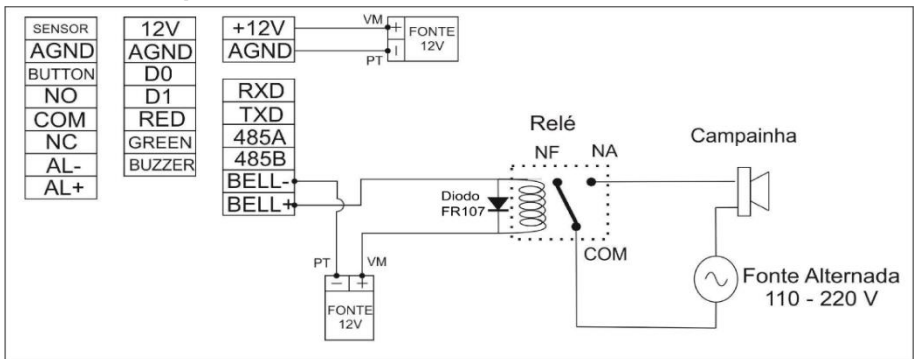 SENSOR
AGND
BUTTON
NO
COM
NC
AL-
AL+
12V
AGND
D0
D1
RED
GREEN
BUZZER
+12V
AGND
RXD
TXD
485A
485B
BELL-
BELL+
VM
PT
+
-
FONTE
12V
Relé
NF NA
COM
Diodo
FR107
Campainha
PT VM
- +
FONTE
12V
Fonte Alternada
110 - 220 V